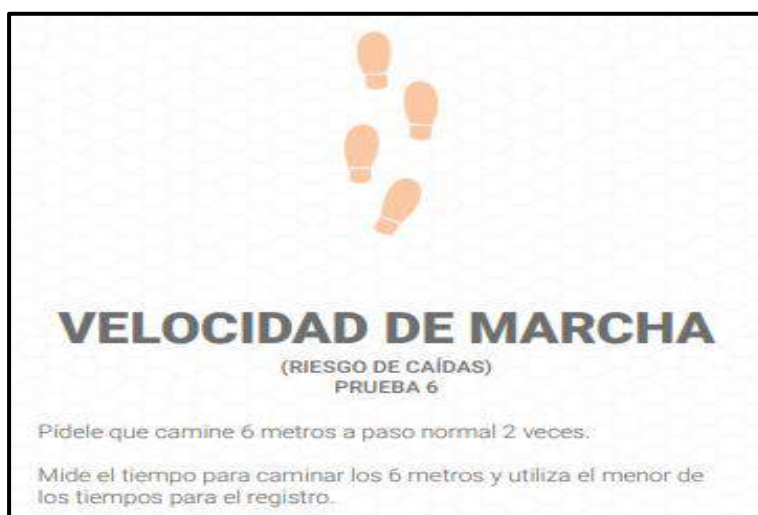 VELOCIDAD DE MARCHA
(RIESGO DE CAÍDAS)
PRUEBA 6
Pídele que camine 6 metros a paso normal 2 veces.
Mide el tiempo para caminar los 6 metros y utiliza el menor de
los tiempos para el registro.